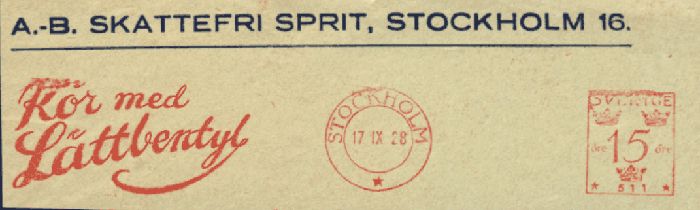 A.-B. SKATTEFRI SPRIT, STOCKHOLM 16.
Kör med
Lättbentyl
STOCKHOLM
17 IX 28
SVERIGE
öre 15 öre
511